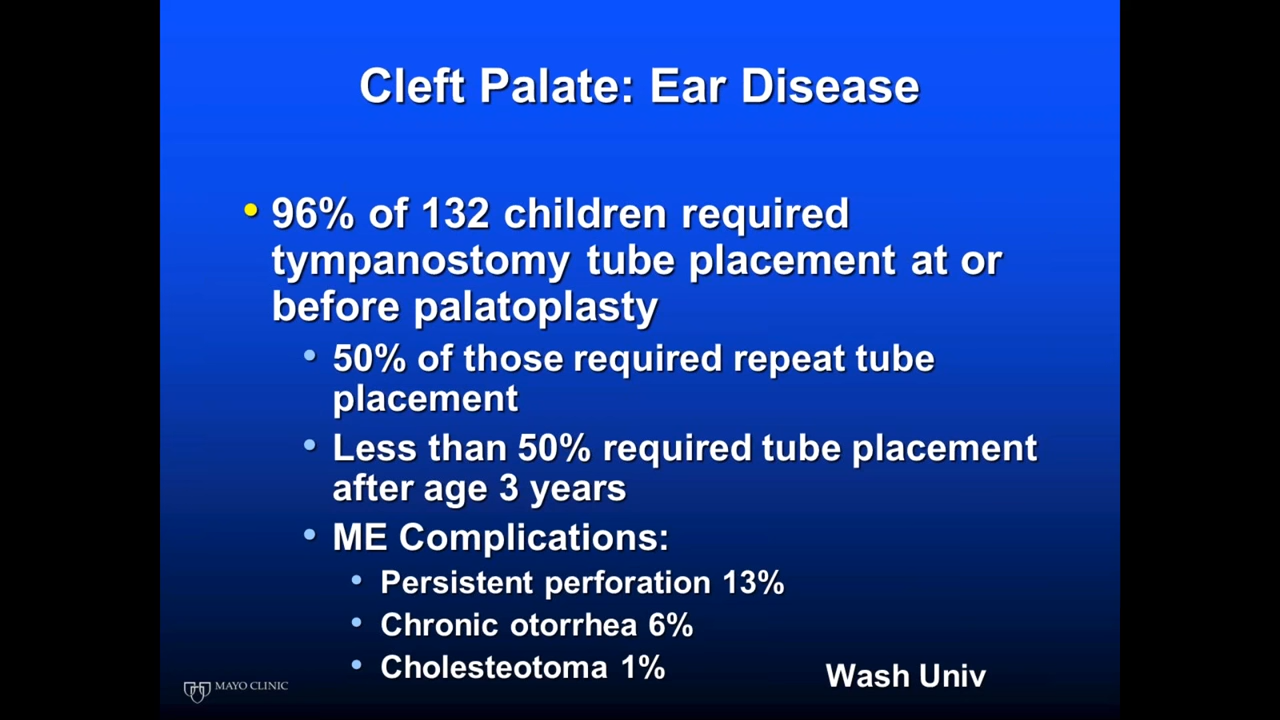 Cleft Palate: Ear Disease
• 96% of 132 children required
tympanostomy tube placement at or
before palatoplasty
• 50% of those required repeat tube
placement
• Less than 50% required tube placement
after age 3 years
• ME Complications:
• Persistent perforation 13%
• Chronic otorrhea 6%
• Cholesteotoma 1%
Wash Univ
MAYO CLINIC